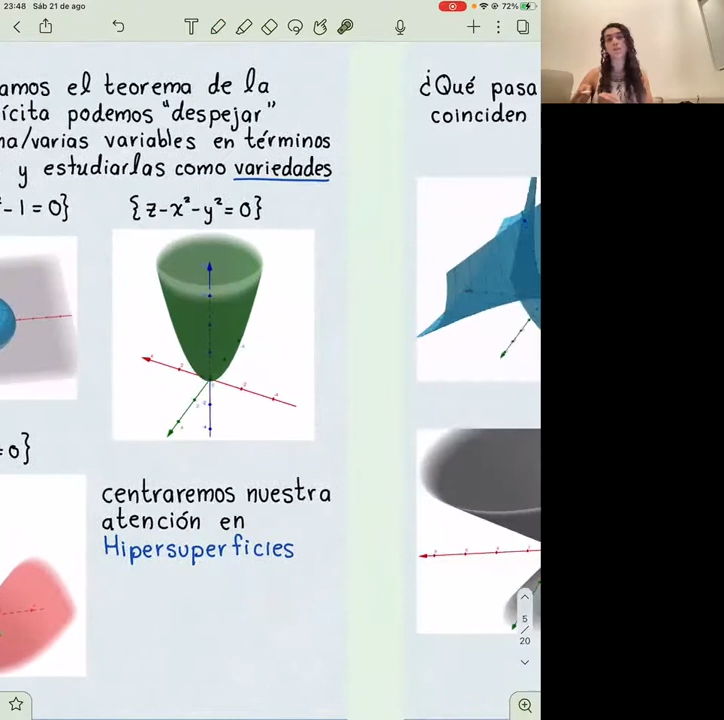 23:48 Sáb 21 de ago
72%
amos el teorema de la
ícita podemos "despejar"
na/varias variables en términos
y estudiarlas como variedades
²-1=0}
{z-x²-y²=0}
=0}
centraremos nuestra
atención en
Hipersuperficies
¿Qué pasa
coinciden
5
/
20